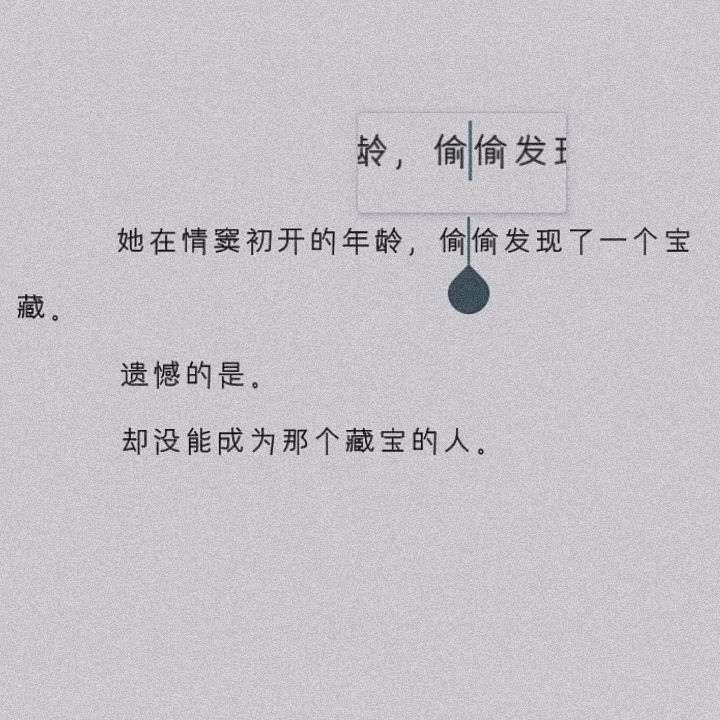 龄，偷偷发现
她在情窦初开的年龄，偷偷发现了一个宝
藏。
遗憾的是。
却没能成为那个藏宝的人。